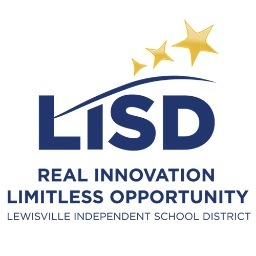 LISD
REAL INNOVATION
LIMITLESS OPPORTUNITY
LEWISVILLE INDEPENDENT SCHOOL DISTRICT